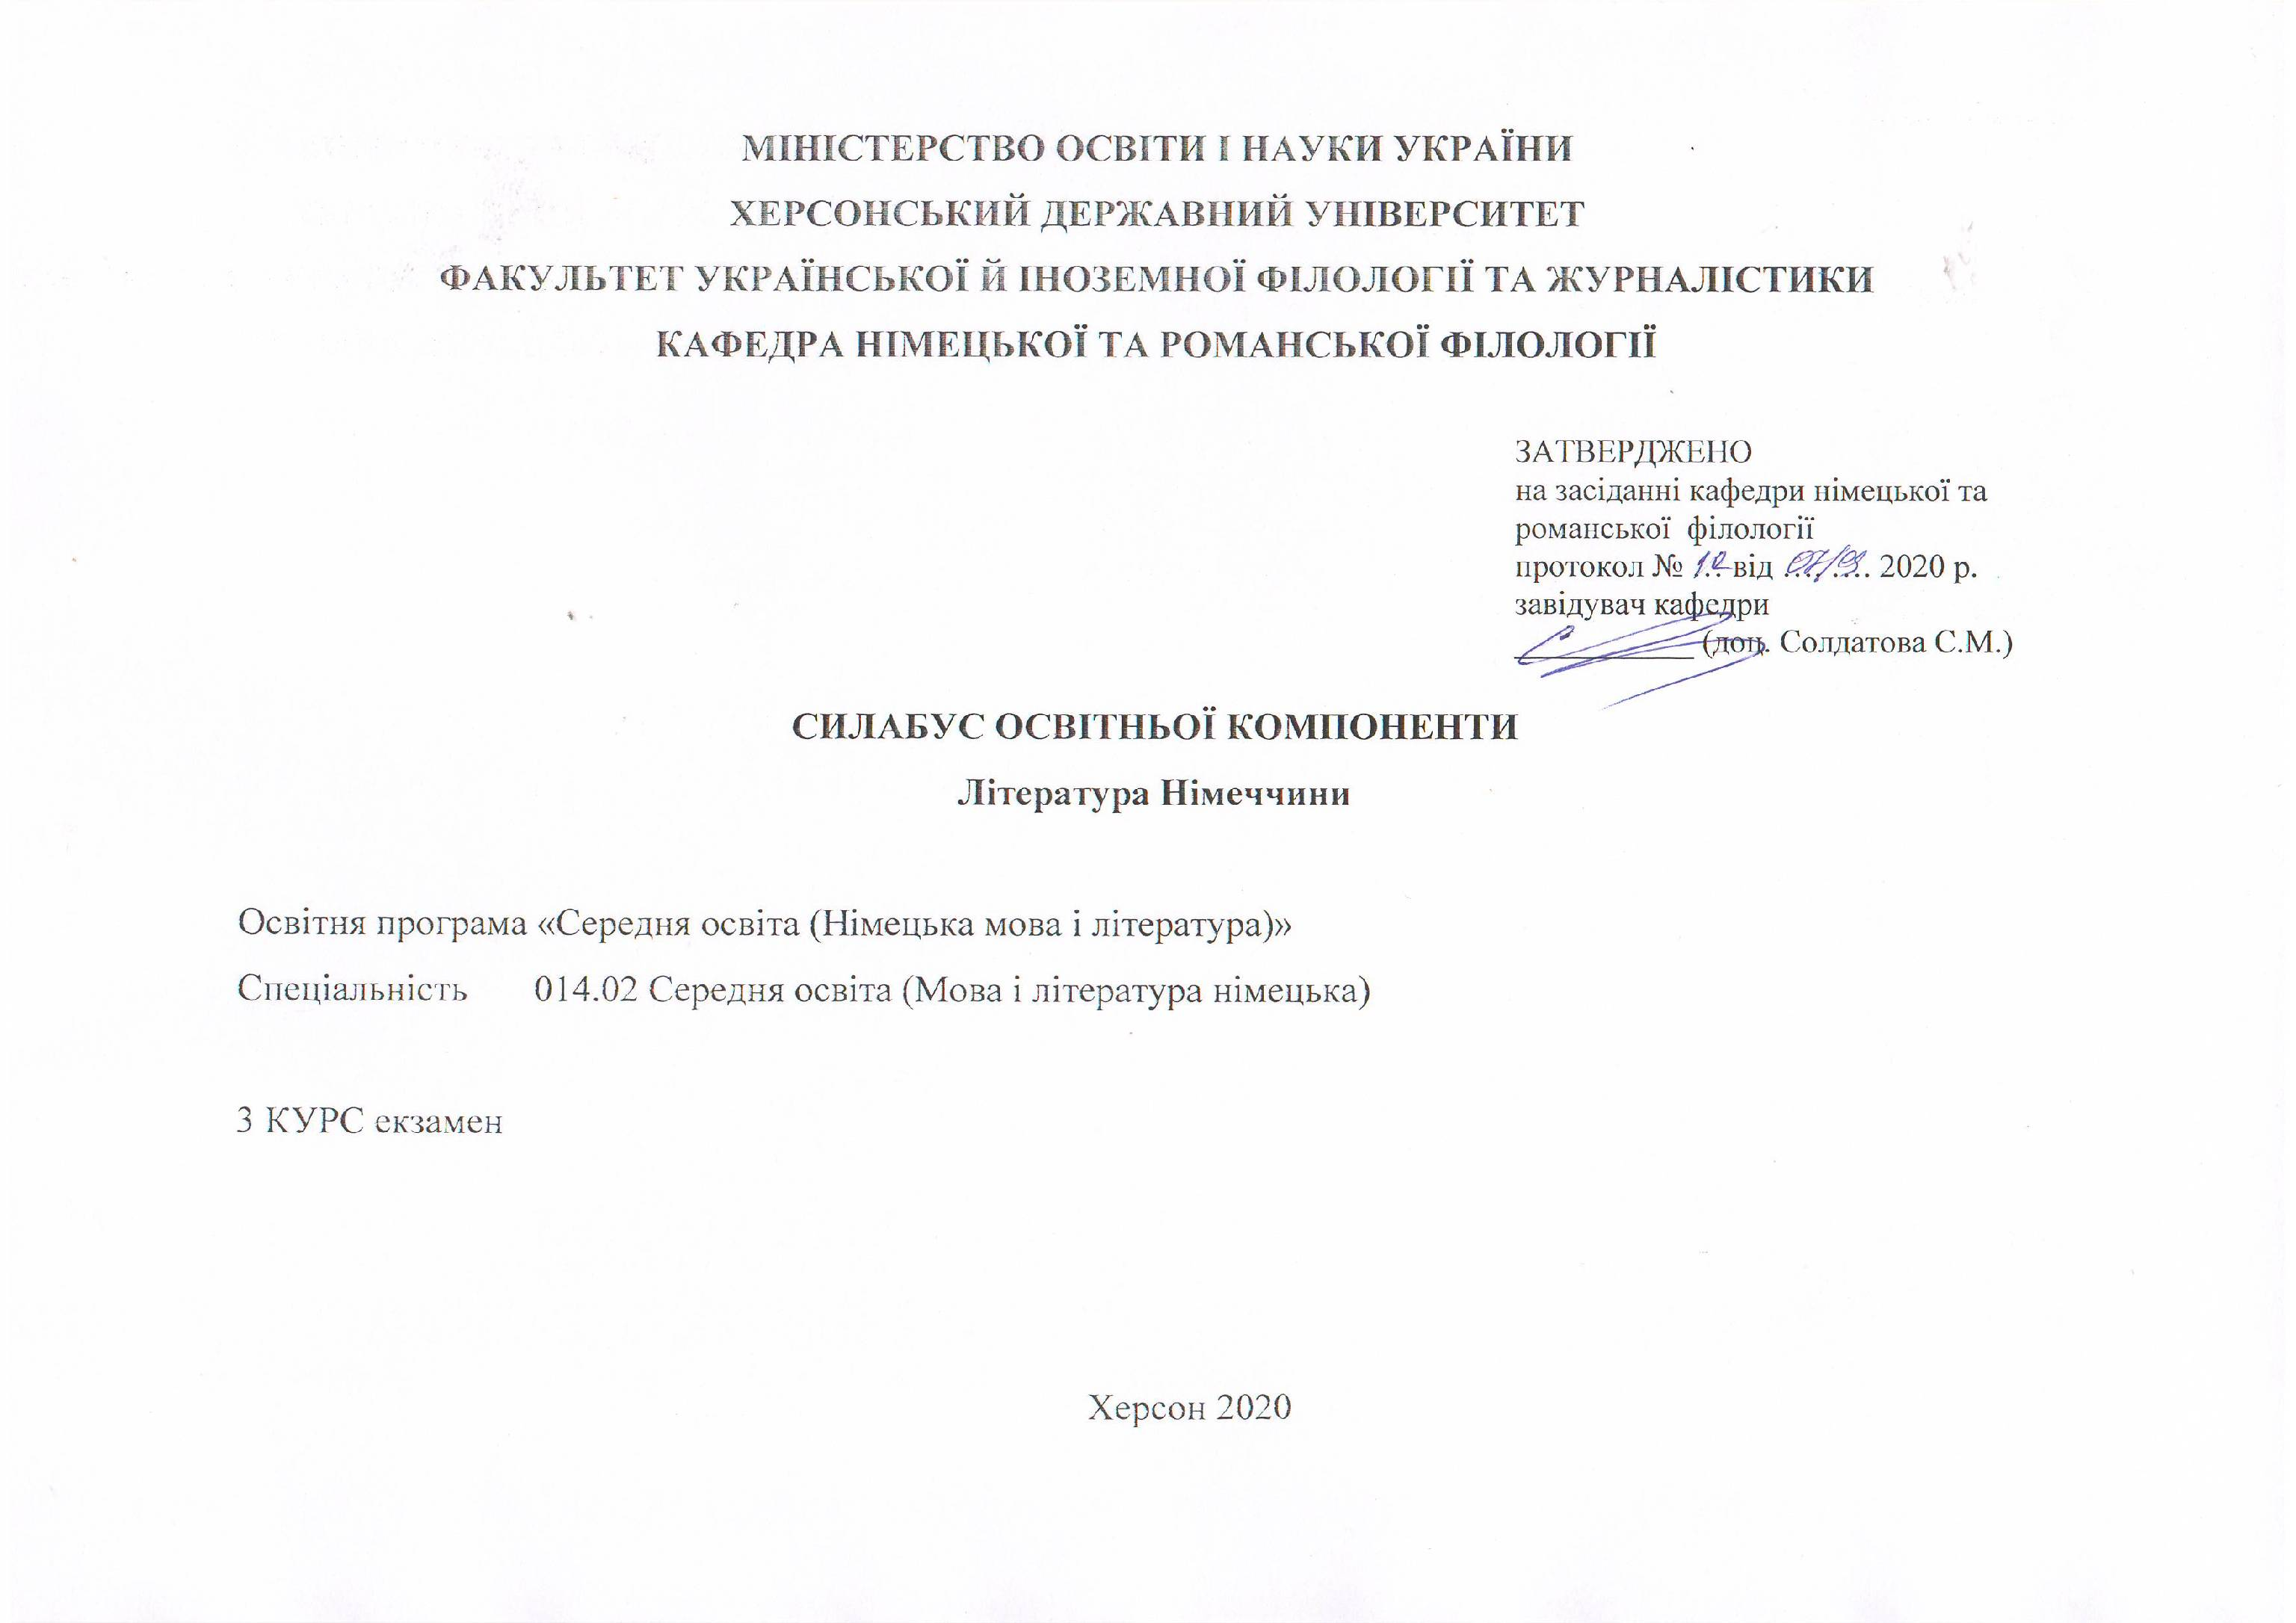 МІНІСТЕРСТВО ОСВІТИ І НАУКИ УКРАЇНИ
ХЕРСОНСЬКИЙ ДЕРЖАВНИЙ УНІВЕРСИТЕТ
ФАКУЛЬТЕТ УКРАЇНСЬКОЇ Й ІНОЗЕМНОЇ ФІЛОЛОГІЇ ТА ЖУРНАЛІСТИКИ
КАФЕДРА НІМЕЦЬКОЇ ТА РОМАНСЬКОЇ ФІЛОЛОГІЇ
ЗАТВЕРДЖЕНО
на засіданні кафедри німецької та
романської філології
протокол № від 2020 р.
завідувач кафедри
(доц. Солдатова С.М.)
СИЛАБУС ОСВІТНЬОЇ КОМПОНЕНТИ
Література Німеччини
Освітня програма «Середня освіта (Німецька мова і література)»
Спеціальність 014.02 Середня освіта (Мова і література німецька)
3 КУРС екзамен
Херсон 2020